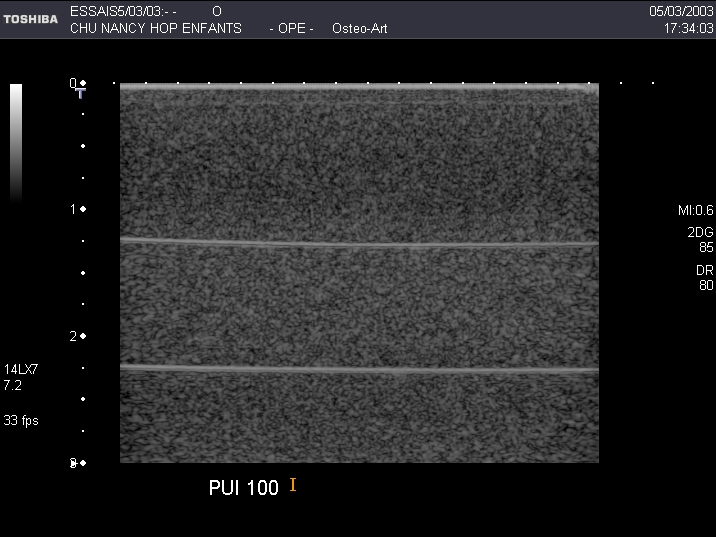 TOSHIBA
ESSAIS5/03/03:- - O 05/03/2003
CHU NANCY HOP ENFANTS - OPE - Osteo-Art 17:34:03
0
T
1
MI:0.6
2DG
85
DR
80
2
14LX7
7.2
33 fps
3
PUI 100